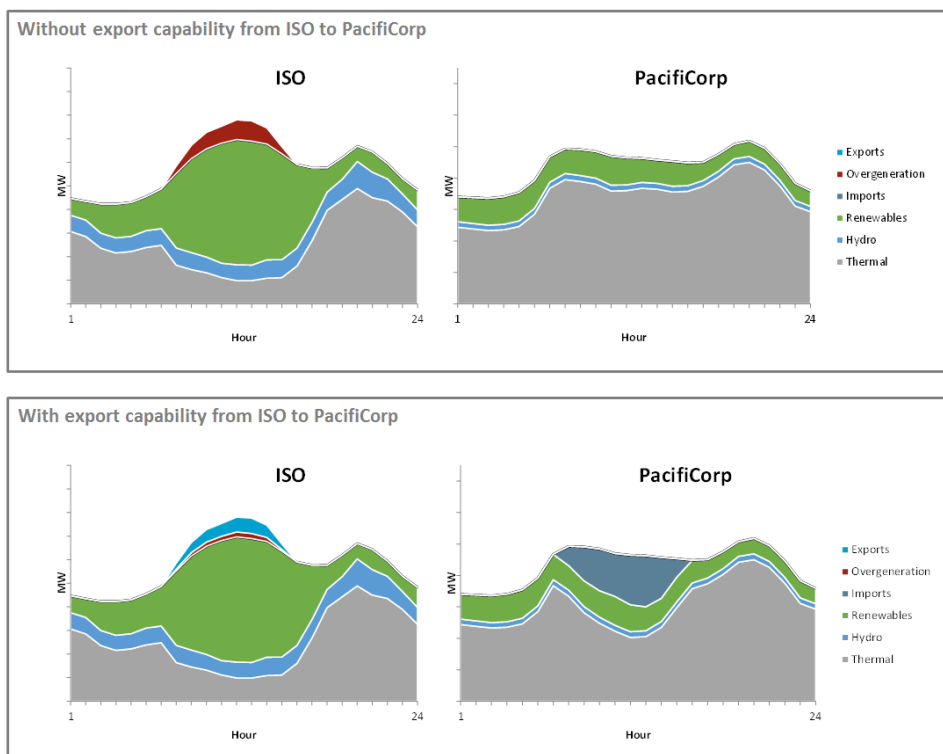 Without export capability from ISO to PacifiCorp
ISO
PacifiCorp
MW
MW
Exports
Overgeneration
Imports
Renewables
Hydro
Thermal
1
24
1
24
Hour
Hour
With export capability from ISO to PacifiCorp
ISO
PacifiCorp
MW
MW
Exports
Overgeneration
Imports
Renewables
Hydro
Thermal
1
24
1
24
Hour
Hour